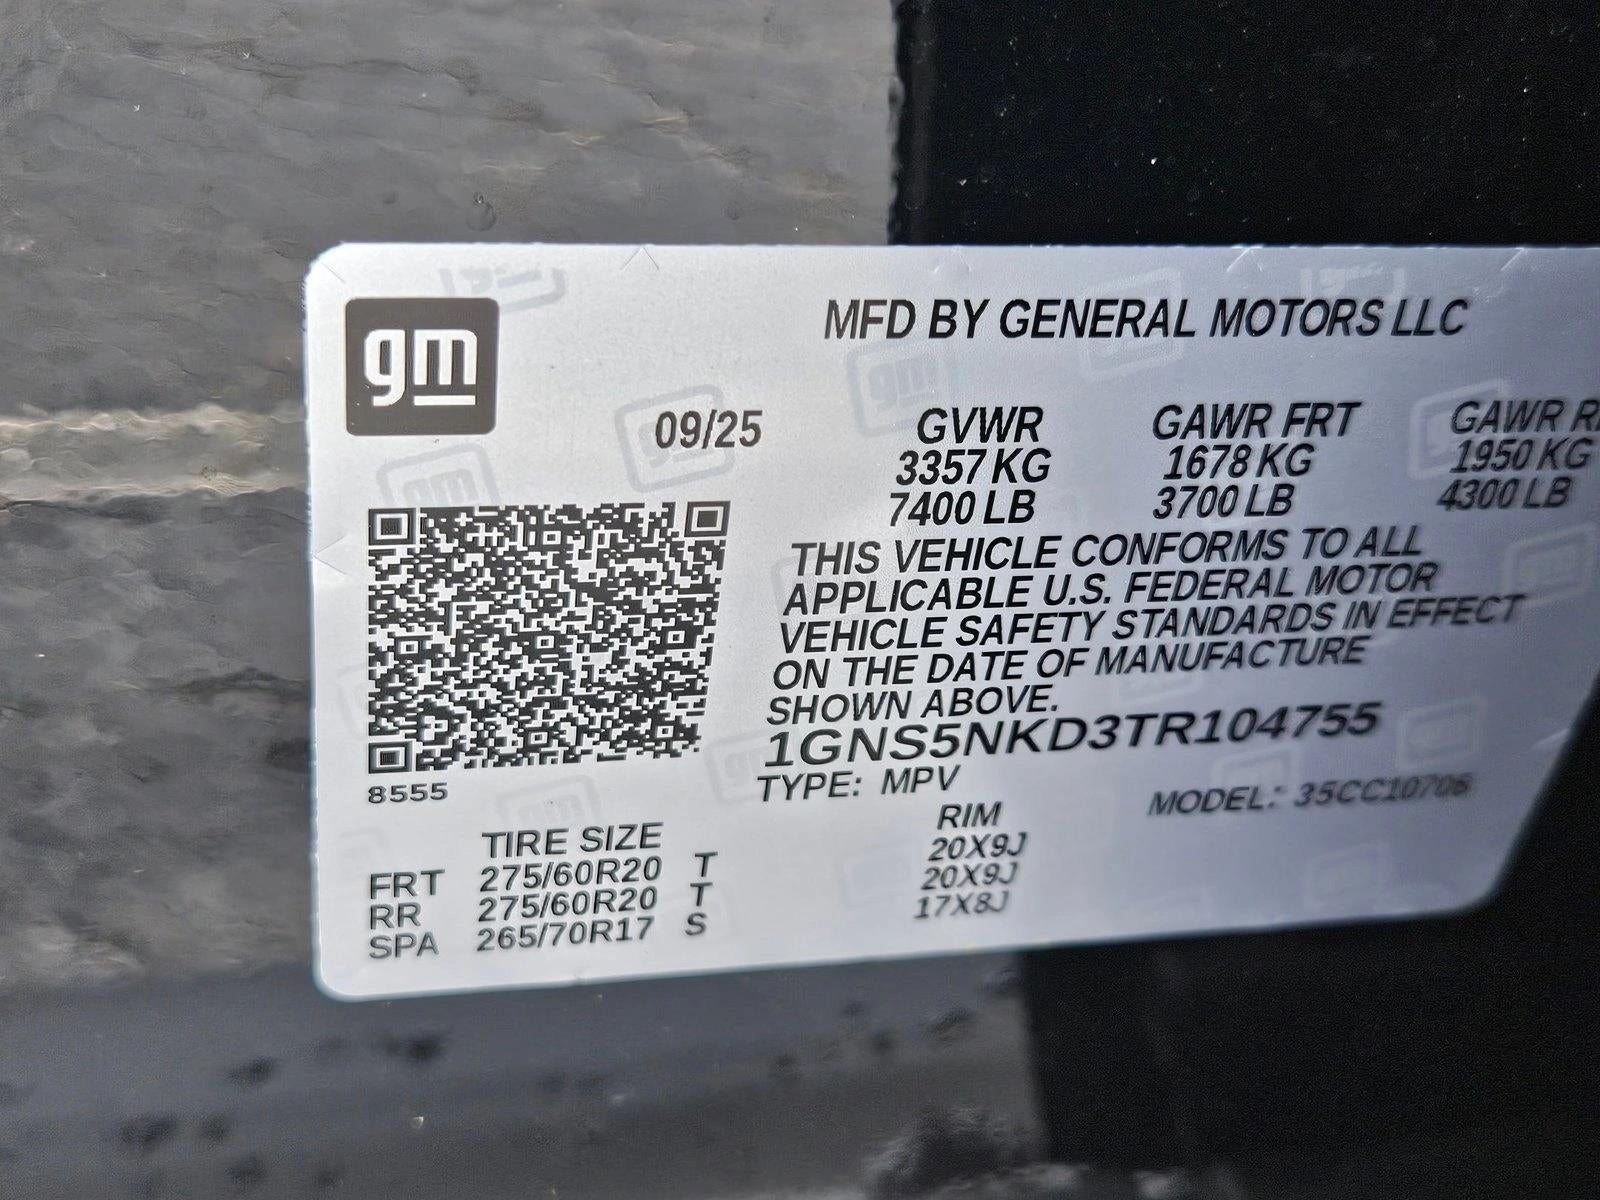 gm
MFD BY GENERAL MOTORS LLC
09/25
GVWR GAWR FRT GAWR
3357 KG 1678 KG 1950 KG
7400 LB 3700 LB 4300 LB
THIS VEHICLE CONFORMS TO ALL
APPLICABLE U.S. FEDERAL MOTOR
VEHICLE SAFETY STANDARDS IN EFFECT
ON THE DATE OF MANUFACTURE
SHOWN ABOVE.
1GNS5NKD3TR104755
TYPE: MPV MODEL: 35CC10706
8555
TIRE SIZE RIM
FRT 275/60R20 T 20X9J
RR 275/60R20 T 20X9J
SPA 265/70R17 S 17X8J